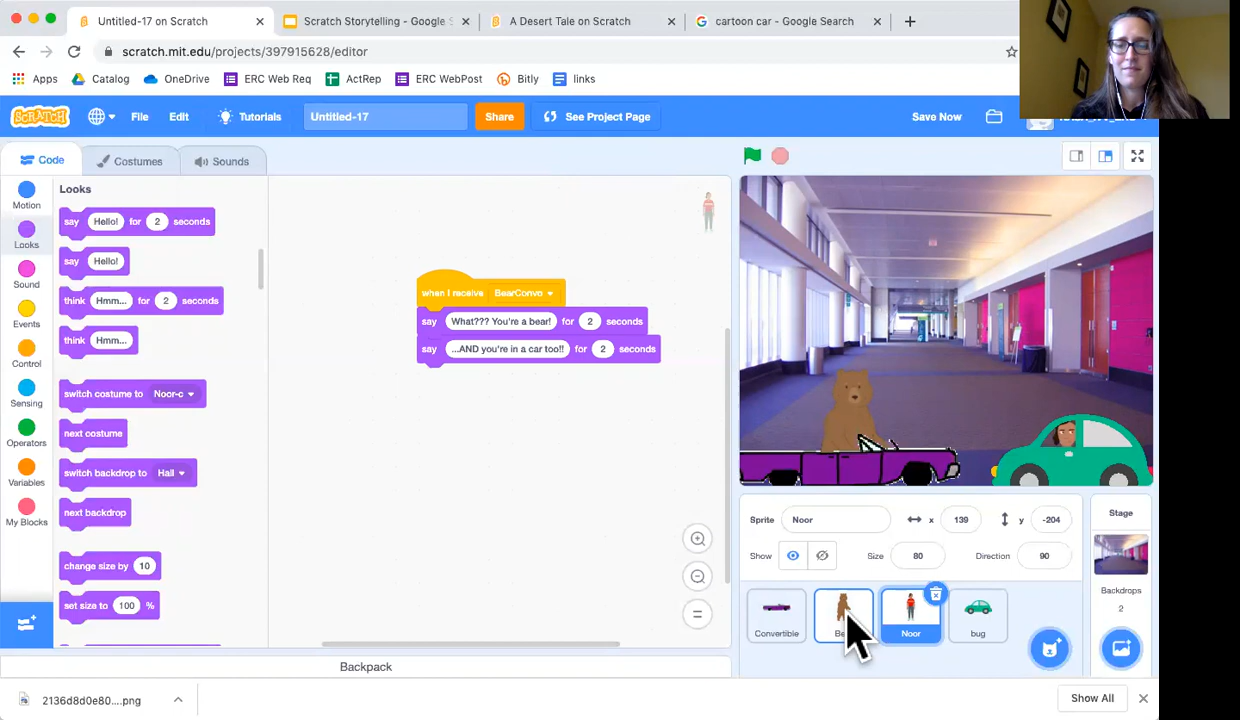 Untitled-17 on Scratch
Scratch Storytelling - Google S
A Desert Tale on Scratch
cartoon car - Google Search
scratch.mit.edu/projects/397915628/editor
Apps
Catalog
OneDrive
ERC Web Req
ActRep
ERC WebPost
Bitly
links
SCRATCH
File
Edit
Tutorials
Untitled-17
Share
See Project Page
Save Now
Code
Costumes
Sounds
Motion
Looks
Sound
Events
Control
Sensing
Operators
Variables
My Blocks
Looks
say Hello! for 2 seconds
say Hello!
think Hmm... for 2 seconds
think Hmm...
switch costume to Noor-c
next costume
switch backdrop to Hall
next backdrop
change size by 10
set size to 100 %
when I receive BearConvo
say What??? You're a bear! for 2 seconds
say ...AND you're in a car too!! for 2 seconds
Sprite Noor x 139 y -204
Show Size 80 Direction 90
Convertible
Noor
bug
Stage
Backdrops
2
Backpack
2136d8d0e80....png
Show All